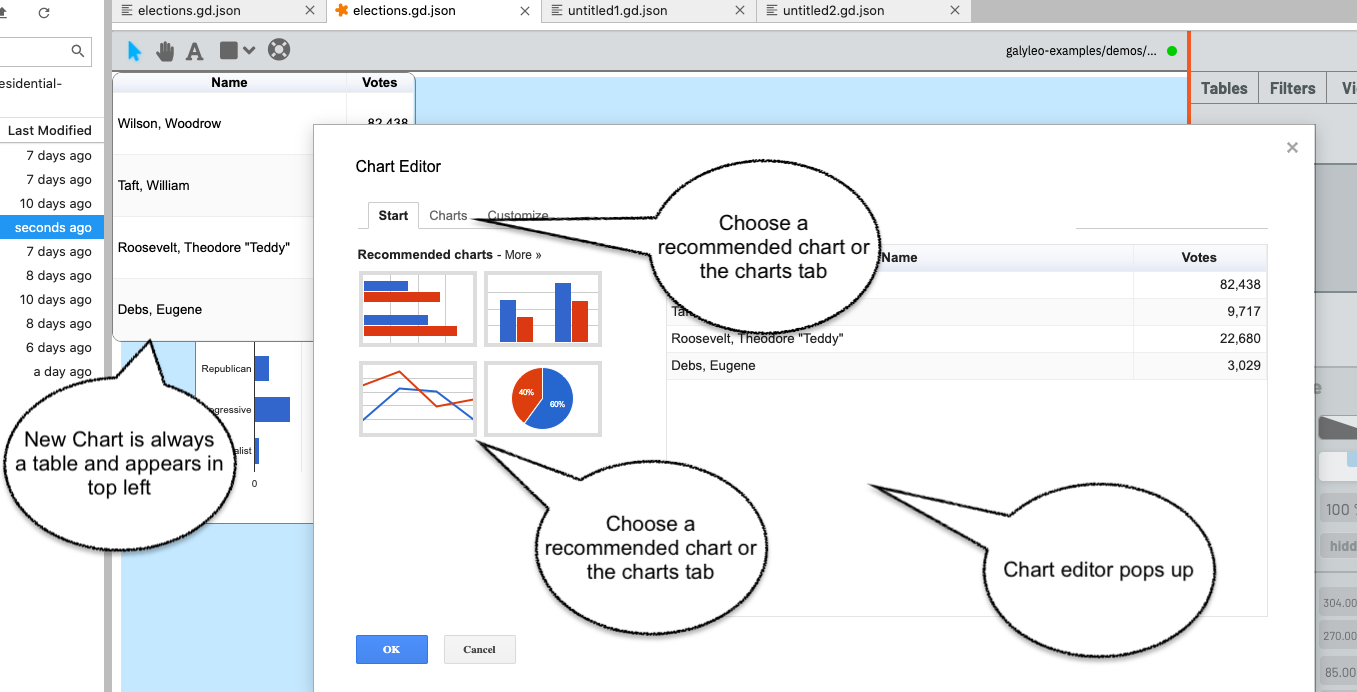 elections.gd.json
elections.gd.json
untitled1.gd.json
untitled2.gd.json
galyleo-examples/demos/...
esidential-
Last Modified
7 days ago
7 days ago
10 days ago
seconds ago
7 days ago
8 days ago
10 days ago
8 days ago
6 days ago
a day ago
Name Votes
Wilson, Woodrow 82,438
Taft, William
Roosevelt, Theodore "Teddy"
Debs, Eugene
Republican
gressive
alist
0
New Chart is always
a table and appears in
top left
Tables Filters Vi
Chart Editor
Start Charts Customize
Recommended charts - More »
40%
60%
Choose a
recommended chart or
the charts tab
Name Votes
82,438
Ta 9,717
Roosevelt, Theodore "Teddy" 22,680
Debs, Eugene 3,029
Choose a
recommended chart or
the charts tab
Chart editor pops up
OK Cancel
e
100
hidd
304.00
270.00
85.00